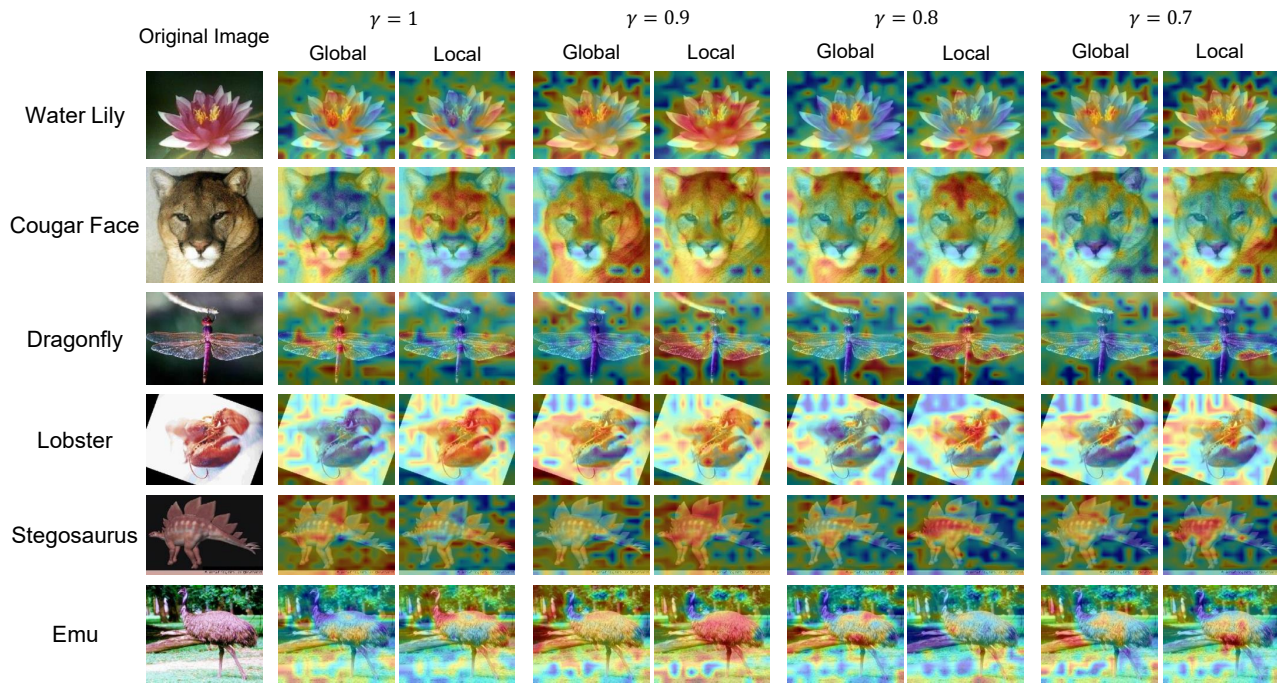 Original Image
γ = 1
γ = 0.9
γ = 0.8
γ = 0.7
Global Local Global Local Global Local Global Local
Water Lily
Cougar Face
Dragonfly
Lobster
Stegosaurus
Emu